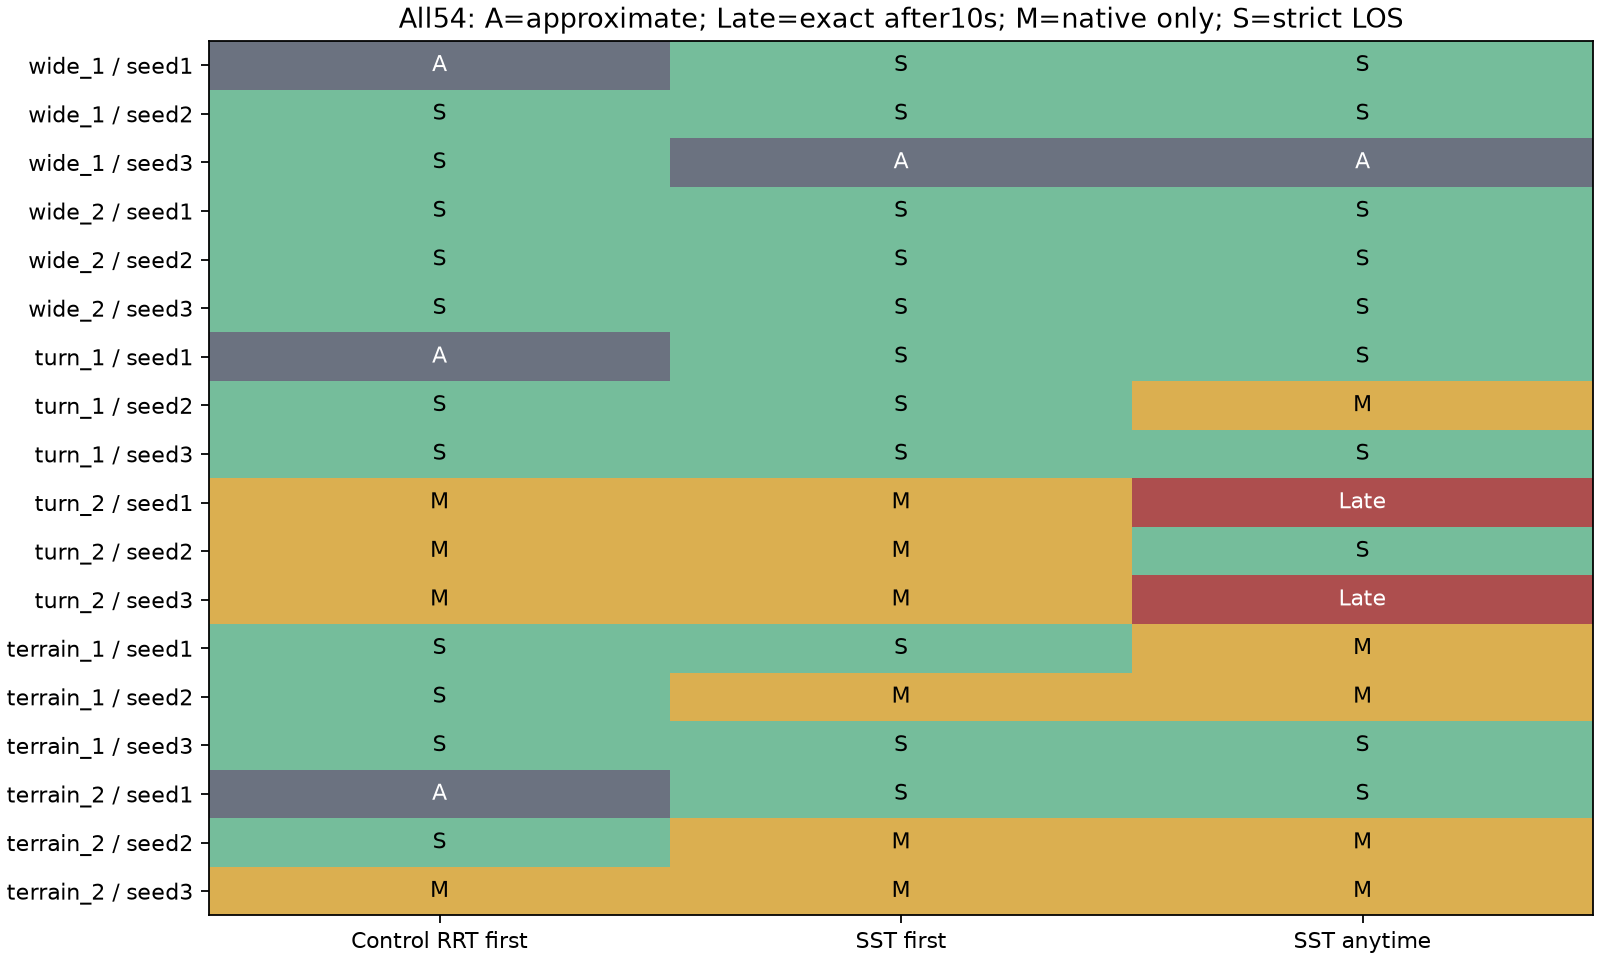 All54: A=approximate; Late=exact after10s; M=native only; S=strict LOS
wide_1 / seed1 A S S
wide_1 / seed2 S S S
wide_1 / seed3 S A A
wide_2 / seed1 S S S
wide_2 / seed2 S S S
wide_2 / seed3 S S S
turn_1 / seed1 A S S
turn_1 / seed2 S S M
turn_1 / seed3 S S S
turn_2 / seed1 M M Late
turn_2 / seed2 M M S
turn_2 / seed3 M M Late
terrain_1 / seed1 S S M
terrain_1 / seed2 S M M
terrain_1 / seed3 S S S
terrain_2 / seed1 A S S
terrain_2 / seed2 S M M
terrain_2 / seed3 M M M
Control RRT first SST first SST anytime